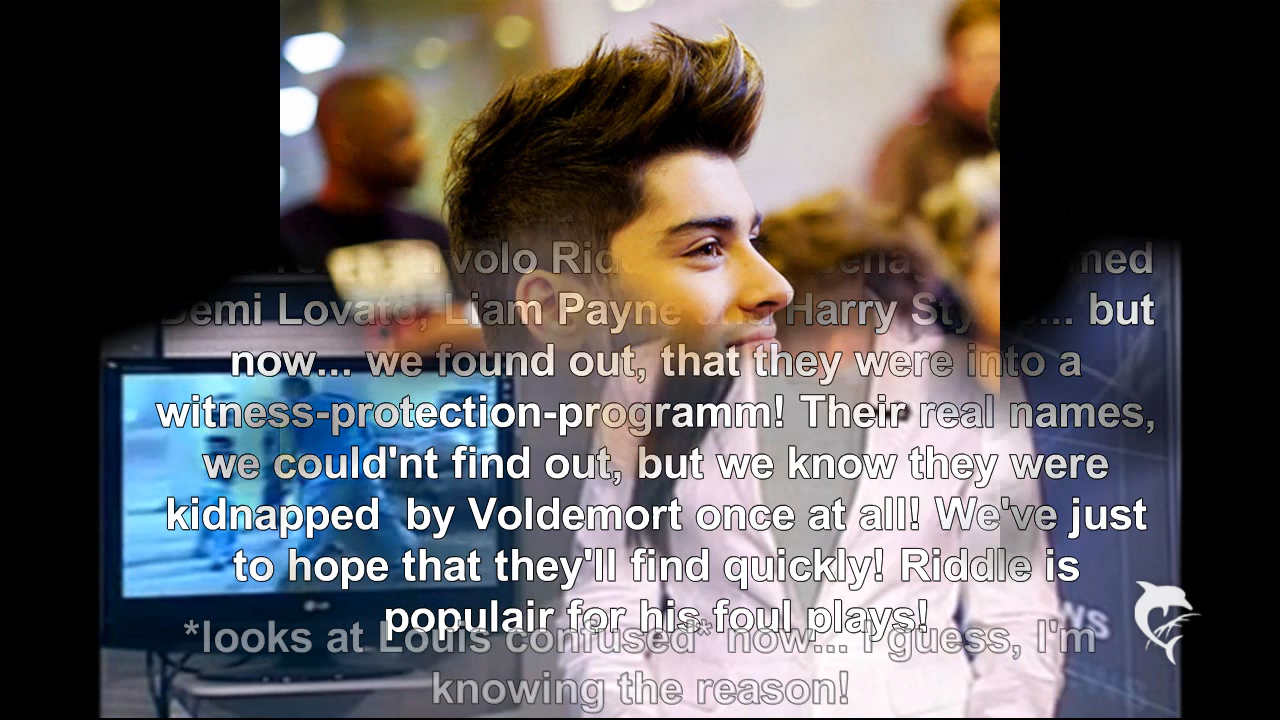 volo
Demi Lovato, Liam Payne and Harry but
now... we found out, that they were into a
witness-protection-programm! Their real names,
we could'nt find out, but we know they were
kidnapped  by Voldemort once at all! We've just
to hope that they'll find quickly! Riddle is
populair for his foul plays!
*looks at Louis confused* now... I guess, I'm
knowing the reason!